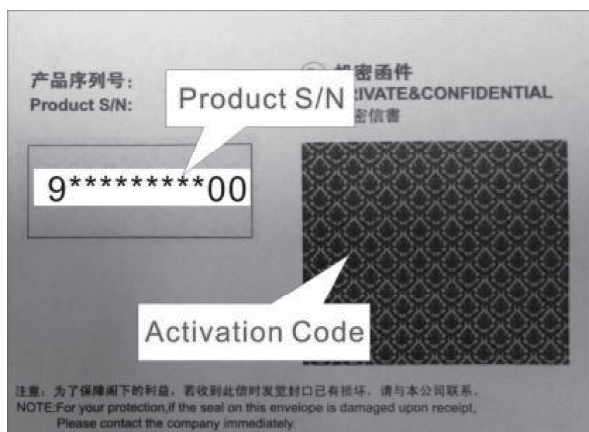 产品序列号：
Product S/N:
Product S/N
密函件
RIVATE&CONFIDENTIAL
密信書
9*********00
Activation Code
注意：为了保障阁下的利益，若收到此信时发觉封口已有损坏，请与本公司联系。
NOTE:For your protection,if the seal on this envelope is damaged upon receipt,
Please contact the company immediately.